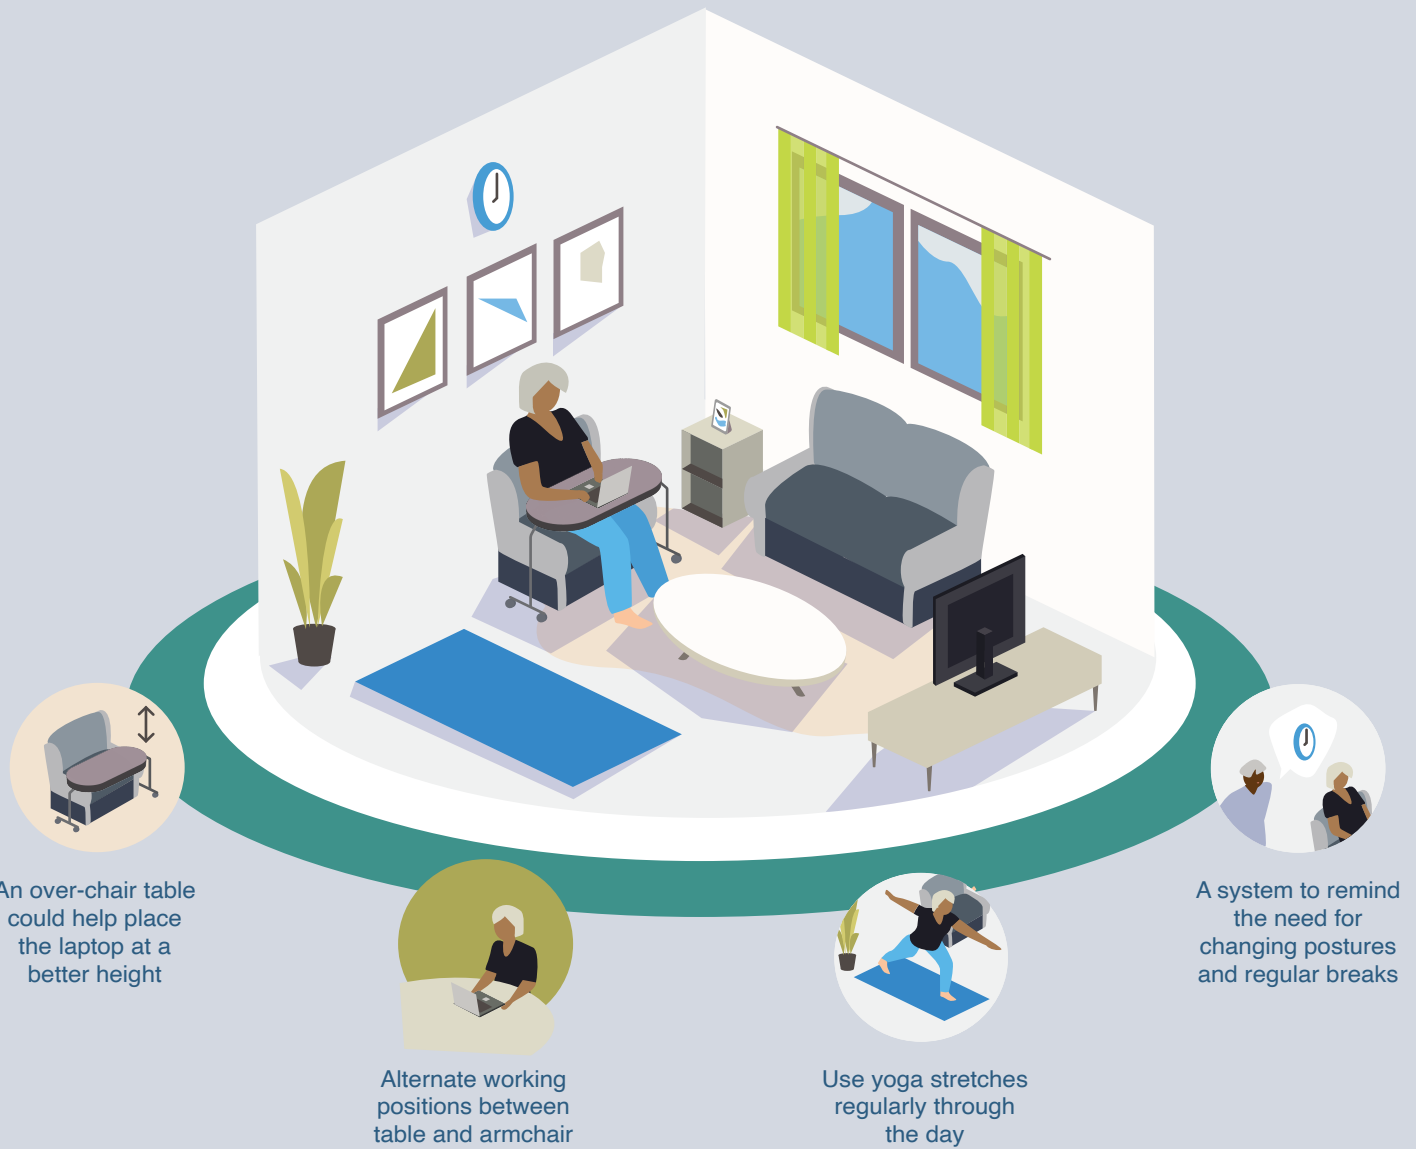 An over-chair table
could help place
the laptop at a
better height
Alternate working
positions between
table and armchair
Use yoga stretches
regularly through
the day
A system to remind
the need for
changing postures
and regular breaks